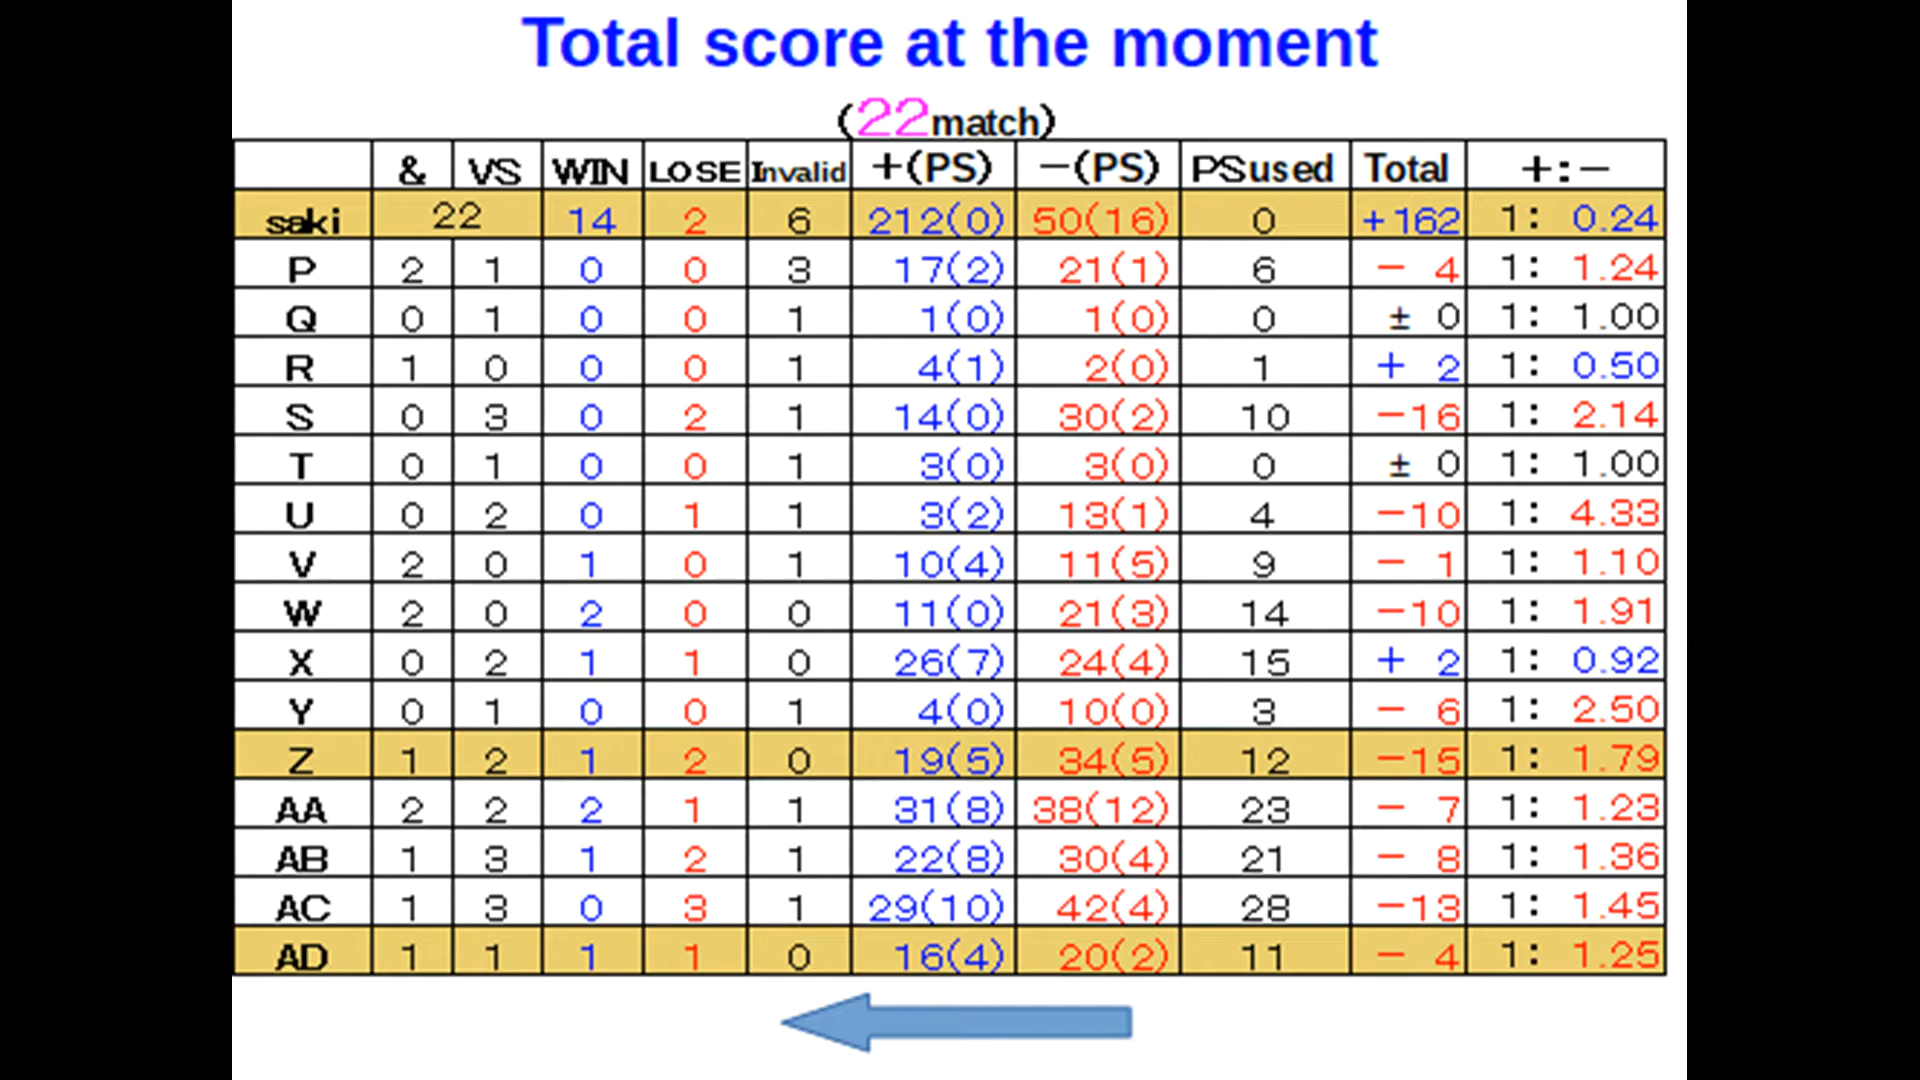 Total score at the moment
(22match)
& VS WIN LOSE Invalid +(PS) −(PS) PSused Total +:−
saki 22 14 2 6 212(0) 50(16) 0 +162 1: 0.24
P 2 1 0 0 3 17(2) 21(1) 6 − 4 1: 1.24
Q 0 1 0 0 1 1(0) 1(0) 0 ± 0 1: 1.00
R 1 0 0 0 1 4(1) 2(0) 1 + 2 1: 0.50
S 0 3 0 2 1 14(0) 30(2) 10 −16 1: 2.14
T 0 1 0 0 1 3(0) 3(0) 0 ± 0 1: 1.00
U 0 2 0 1 1 3(2) 13(1) 4 −10 1: 4.33
V 2 0 1 0 1 10(4) 11(5) 9 − 1 1: 1.10
W 2 0 2 0 0 11(0) 21(3) 14 −10 1: 1.91
X 0 2 1 1 0 26(7) 24(4) 15 + 2 1: 0.92
Y 0 1 0 0 1 4(0) 10(0) 3 − 6 1: 2.50
Z 1 2 1 2 0 19(5) 34(5) 12 −15 1: 1.79
AA 2 2 2 1 1 31(8) 38(12) 23 − 7 1: 1.23
AB 1 3 1 2 1 22(8) 30(4) 21 − 8 1: 1.36
AC 1 3 0 3 1 29(10) 42(4) 28 −13 1: 1.45
AD 1 1 1 1 0 16(4) 20(2) 11 − 4 1: 1.25